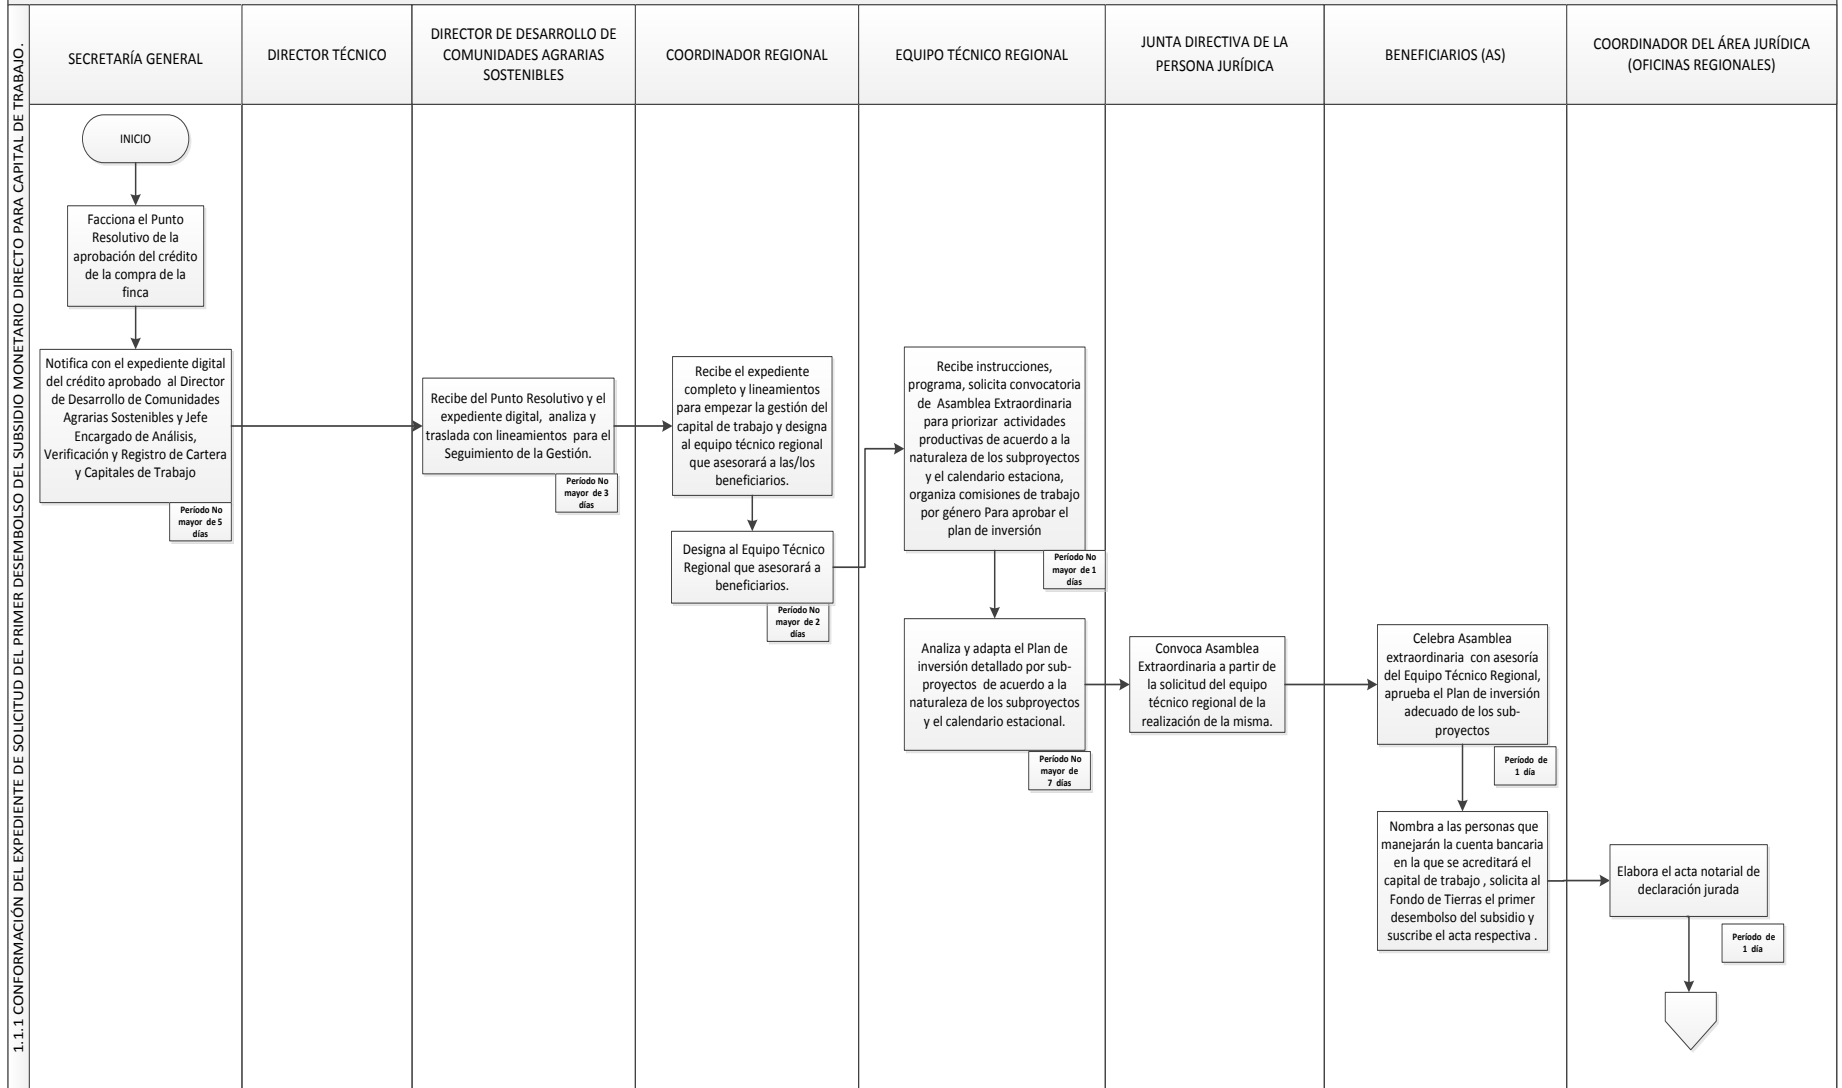 1.1.1 CONFORMACIÓN DEL EXPEDIENTE DE SOLICITUD DEL PRIMER DESEMBOLSO DEL SUBSIDIO MONETARIO DIRECTO PARA CAPITAL DE TRABAJO.
SECRETARÍA GENERAL
DIRECTOR TÉCNICO
DIRECTOR DE DESARROLLO DE
COMUNIDADES AGRARIAS
SOSTENIBLES
COORDINADOR REGIONAL
EQUIPO TÉCNICO REGIONAL
JUNTA DIRECTIVA DE LA
PERSONA JURÍDICA
BENEFICIARIOS (AS)
COORDINADOR DEL ÁREA JURÍDICA
(OFICINAS REGIONALES)
INICIO
Facciona el Punto
Resolutivo de la
aprobación del crédito
de la compra de la
finca
Notifica con el expediente digital
del crédito aprobado al Director
de Desarrollo de Comunidades
Agrarias Sostenibles y Jefe
Encargado de Análisis,
Verificación y Registro de Cartera
y Capitales de Trabajo
Período No
mayor de 5
días
Recibe del Punto Resolutivo y el
expediente digital, analiza y
traslada con lineamientos para el
Seguimiento de la Gestión.
Período No
mayor de 3
días
Recibe el expediente
completo y lineamientos
para empezar la gestión del
capital de trabajo y designa
al equipo técnico regional
que asesorará a las/los
beneficiarios.
Designa al Equipo Técnico
Regional que asesorará a
beneficiarios.
Período No
mayor de 2
días
Recibe instrucciones,
programa, solicita convocatoria
de Asamblea Extraordinaria
para priorizar actividades
productivas de acuerdo a la
naturaleza de los subproyectos
y el calendario estaciona,
organiza comisiones de trabajo
por género Para aprobar el
plan de inversión
Período No
mayor de 1
días
Analiza y adapta el Plan de
inversión detallado por sub-
proyectos de acuerdo a la
naturaleza de los subproyectos
y el calendario estacional.
Período No
mayor de
7 días
Convoca Asamblea
Extraordinaria a partir de
la solicitud del equipo
técnico regional de la
realización de la misma.
Celebra Asamblea
extraordinaria con asesoría
del Equipo Técnico Regional,
aprueba el Plan de inversión
adecuado de los sub-
proyectos
Período de
1 día
Nombra a las personas que
manejarán la cuenta bancaria
en la que se acreditará el
capital de trabajo , solicita al
Fondo de Tierras el primer
desembolso del subsidio y
suscribe el acta respectiva .
Elabora el acta notarial de
declaración jurada
Período de
1 día